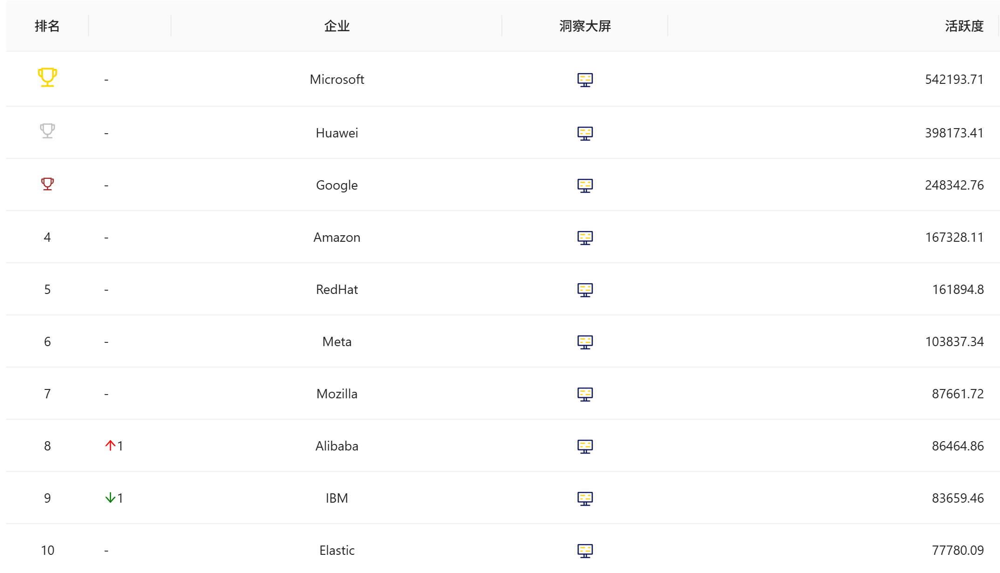 排名 企业 洞察大屏 活跃度
- Microsoft 542193.71
- Huawei 398173.41
- Google 248342.76
4 - Amazon 167328.11
5 - RedHat 161894.8
6 - Meta 103837.34
7 - Mozilla 87661.72
8 ↑1 Alibaba 86464.86
9 ↓1 IBM 83659.46
10 - Elastic 77780.09